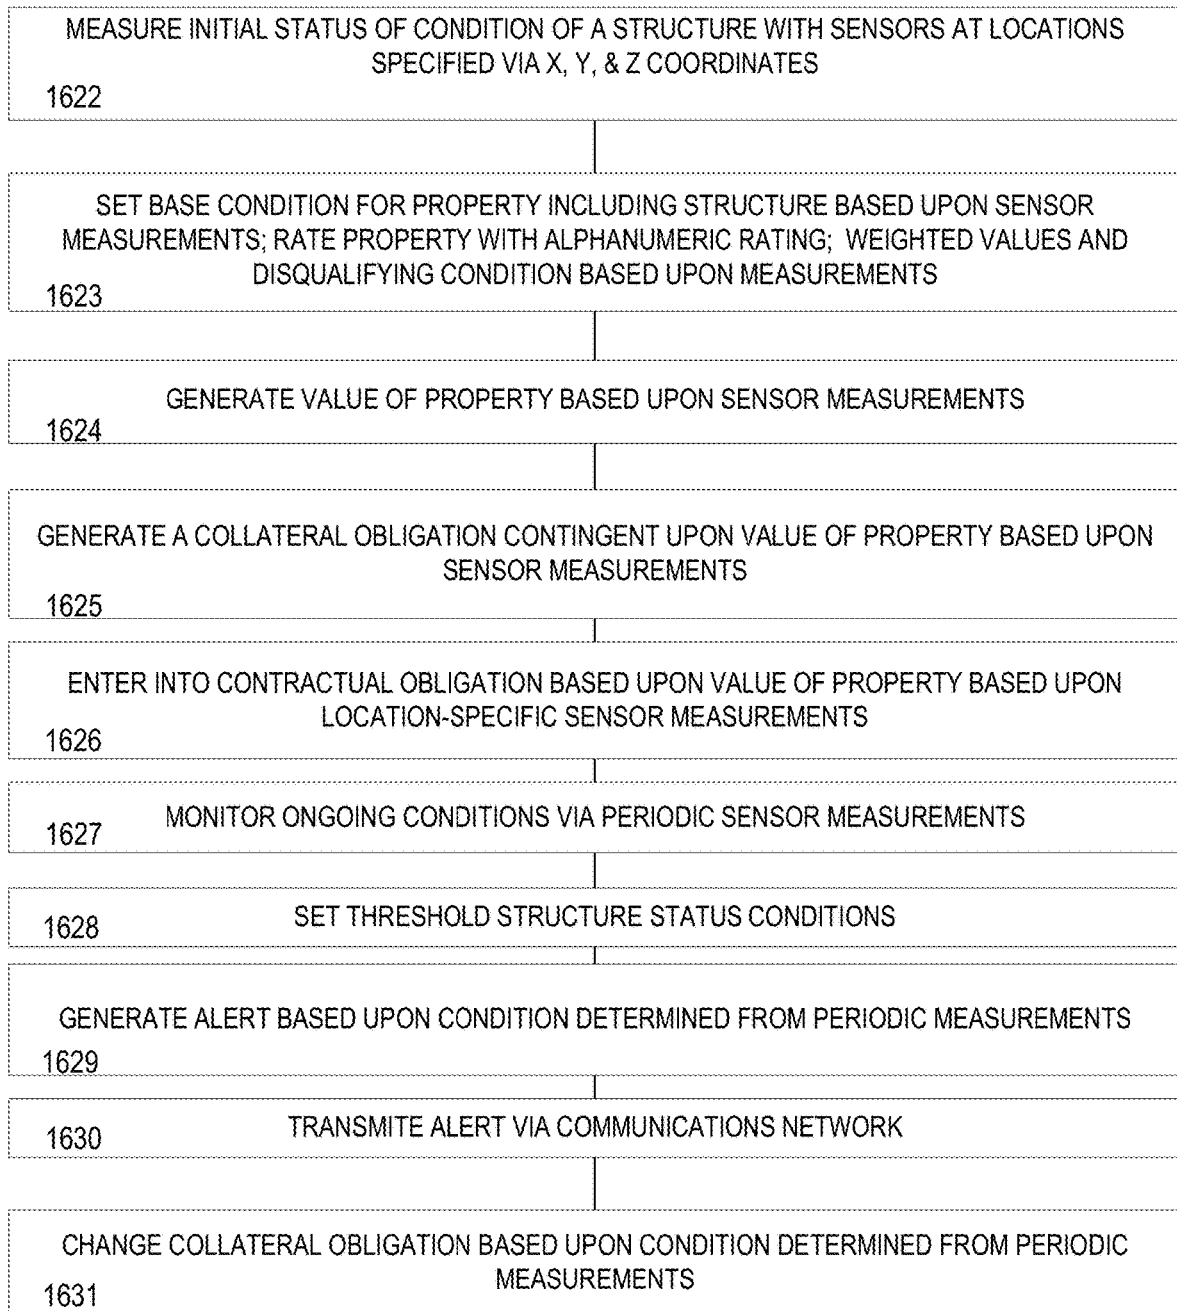 MEASURE INITIAL STATUS OF CONDITION OF A STRUCTURE WITH SENSORS AT LOCATIONS
SPECIFIED VIA X, Y, & Z COORDINATES
1622
SET BASE CONDITION FOR PROPERTY INCLUDING STRUCTURE BASED UPON SENSOR
MEASUREMENTS; RATE PROPERTY WITH ALPHANUMERIC RATING; WEIGHTED VALUES AND
DISQUALIFYING CONDITION BASED UPON MEASUREMENTS
1623
GENERATE VALUE OF PROPERTY BASED UPON SENSOR MEASUREMENTS
1624
GENERATE A COLLATERAL OBLIGATION CONTINGENT UPON VALUE OF PROPERTY BASED UPON
SENSOR MEASUREMENTS
1625
ENTER INTO CONTRACTUAL OBLIGATION BASED UPON VALUE OF PROPERTY BASED UPON
LOCATION-SPECIFIC SENSOR MEASUREMENTS
1626
MONITOR ONGOING CONDITIONS VIA PERIODIC SENSOR MEASUREMENTS
1627
SET THRESHOLD STRUCTURE STATUS CONDITIONS
1628
GENERATE ALERT BASED UPON CONDITION DETERMINED FROM PERIODIC MEASUREMENTS
1629
TRANSMITE ALERT VIA COMMUNICATIONS NETWORK
1630
CHANGE COLLATERAL OBLIGATION BASED UPON CONDITION DETERMINED FROM PERIODIC
MEASUREMENTS
1631